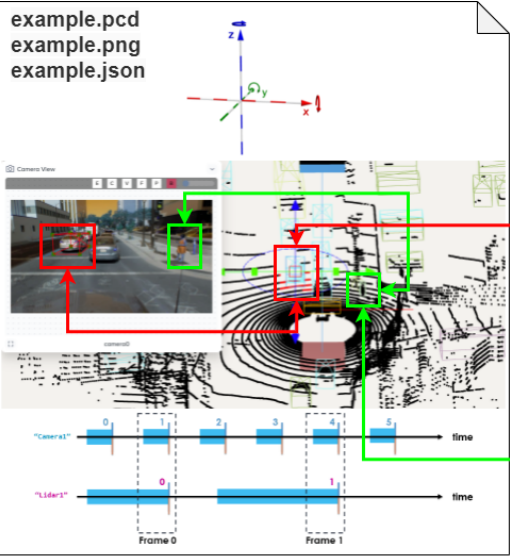 example.pcd
example.png
example.json
z
y
x
Camera View
E C V F P
camera0
0 1 2 3 4 5
"Camera1" time
0 1
"Lider1" time
Frame 0 Frame 1